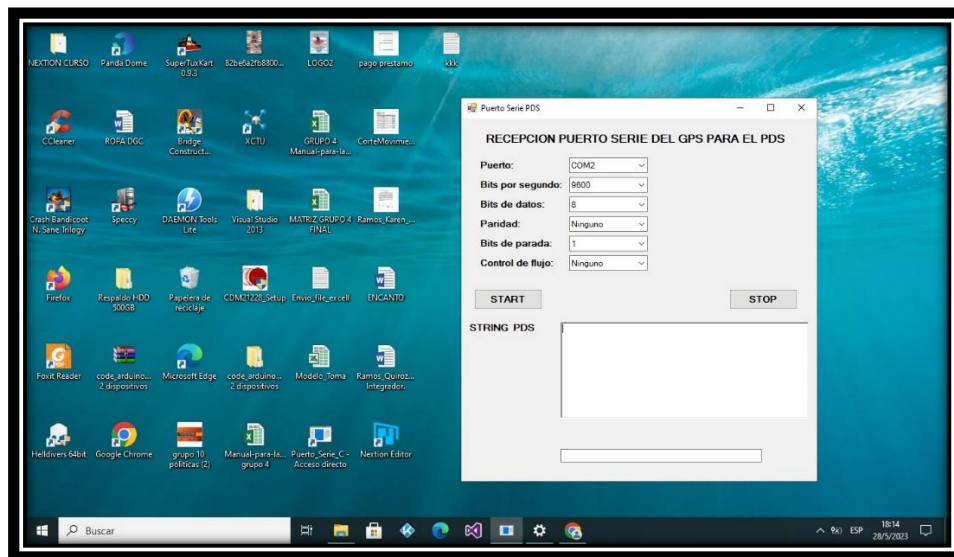 NEXTION CURSO
Panda Dome
SuperTuxKart
0.9.3
82be6a2fb8800...
LOGO2
pago prestamo
kkk
CCleaner
ROPA DGC
Bridge
Construct...
XCTU
GRUPO 4
Manual-para-la...
CorteMovimie...
Crash Bandicoot
N. Sane Trilogy
Speccy
DAEMON Tools
Lite
Visual Studio
2013
MATRIZ GRUPO 4
FINAL
Ramos_Karen_...
Firefox
Respaldo HDD
500GB
Papelera de
reciclaje
CDM21228_Setup
Envio_file_excell
ENCANTO
Foxit Reader
code_arduino...
2 dispositivos
Microsoft Edge
code_arduino...
2 dispositivos
Modelo_Toma
Ramos_Quiroz...
Integrador.
Helldivers 64bit
Google Chrome
grupo 10
politicas (2)
Manual-para-la...
grupo 4
Puerto_Serie_C -
Acceso directo
Nextion Editor
Puerto Serie PDS
RECEPCION PUERTO SERIE DEL GPS PARA EL PDS
Puerto: COM2
Bits por segundo: 9600
Bits de datos: 8
Paridad: Ninguno
Bits de parada: 1
Control de flujo: Ninguno
START STOP
STRING PDS
Buscar
ESP
18:14
28/5/2023